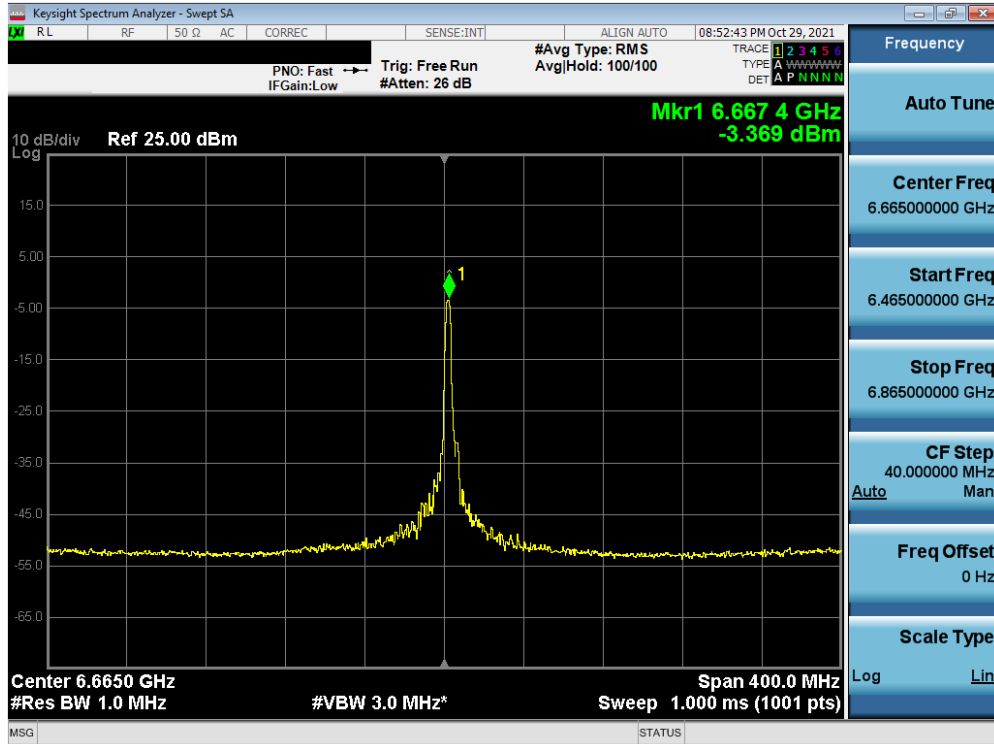 Keysight Spectrum Analyzer - Swept SA
LXI RL RF 50 Ω AC CORREC SENSE:INT ALIGN AUTO 08:52:43 PM Oct 29, 2021
PNO: Fast
IFGain:Low
Trig: Free Run
#Atten: 26 dB
#Avg Type: RMS
Avg|Hold: 100/100
TRACE 1 2 3 4 5 6
TYPE A WWWWW
DET A P N N N N
Mkr1 6.667 4 GHz
-3.369 dBm
10 dB/div Ref 25.00 dBm
Log
15.0
5.00
-5.00
-15.0
-25.0
-35.0
-45.0
-55.0
-65.0
1
Center 6.6650 GHz Span 400.0 MHz
#Res BW 1.0 MHz #VBW 3.0 MHz* Sweep 1.000 ms (1001 pts)
MSG STATUS
Frequency
Auto Tune
Center Freq
6.665000000 GHz
Start Freq
6.465000000 GHz
Stop Freq
6.865000000 GHz
CF Step
40.000000 MHz
Auto Man
Freq Offset
0 Hz
Scale Type
Log Lin